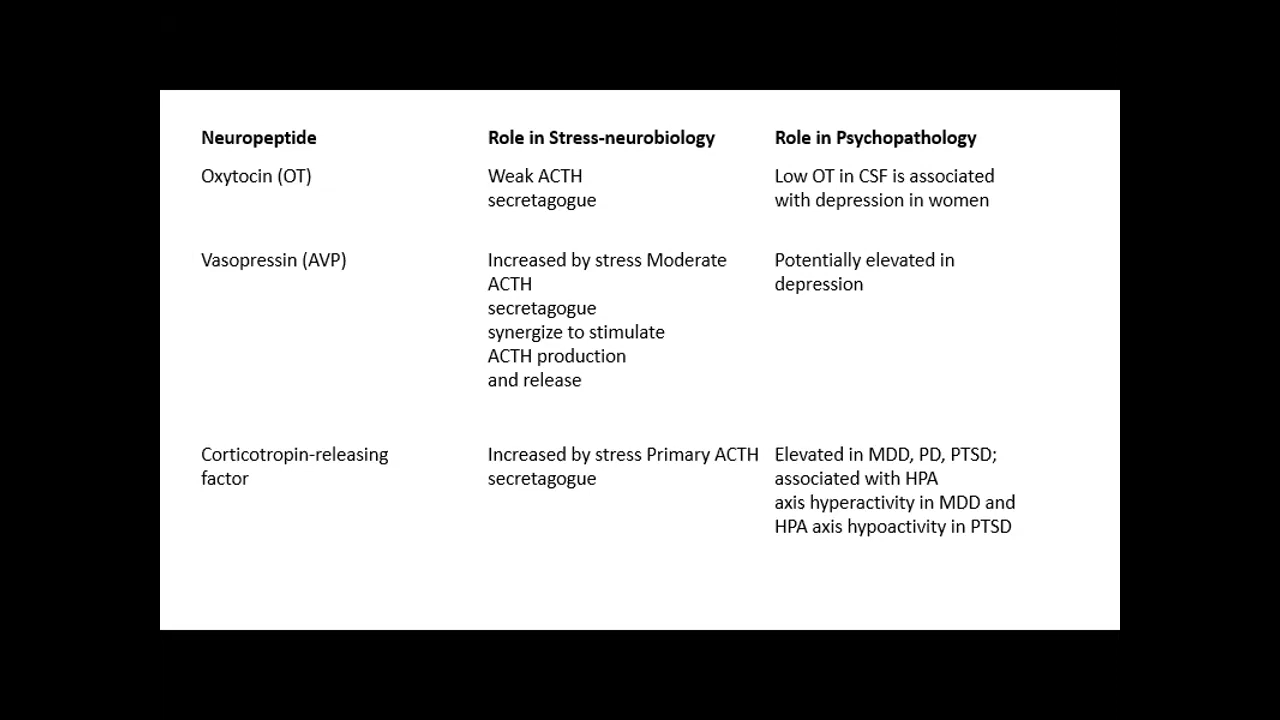 Neuropeptide
Role in Stress-neurobiology
Role in Psychopathology
Oxytocin (OT)
Weak ACTH
secretagogue
Low OT in CSF is associated
with depression in women
Vasopressin (AVP)
Increased by stress Moderate
ACTH
secretagogue
synergize to stimulate
ACTH production
and release
Potentially elevated in
depression
Corticotropin-releasing
factor
Increased by stress Primary ACTH
secretagogue
Elevated in MDD, PD, PTSD;
associated with HPA
axis hyperactivity in MDD and
HPA axis hypoactivity in PTSD